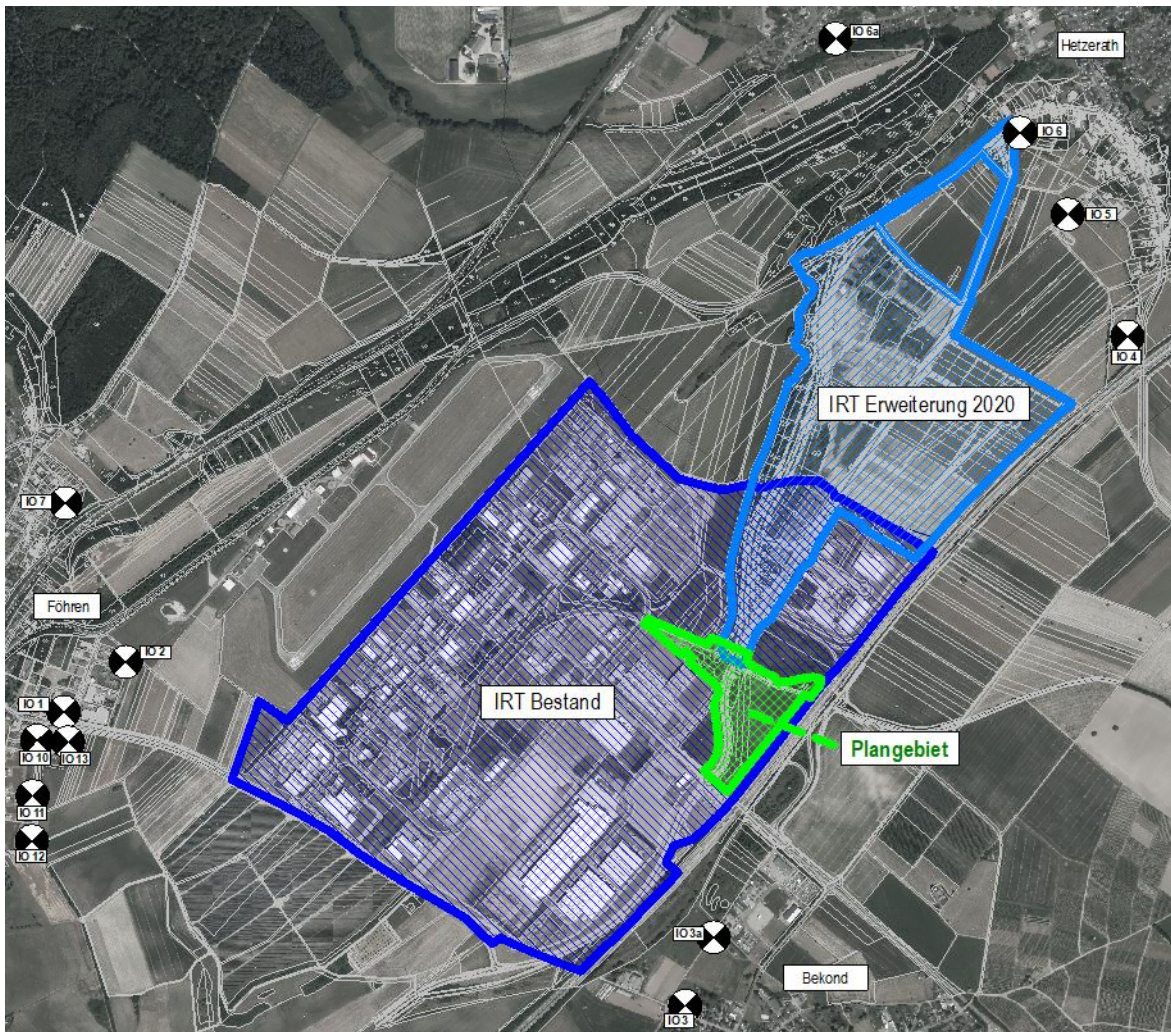 IO 6a
Hetzerath
IO 6
IO 5
IO 4
IRT Erweiterung 2020
IO 7
Föhren
IO 2
IO 1
IRT Bestand
IO 10
IO 13
Plangebiet
IO 11
IO 12
IO 3a
Bekond
IO 3